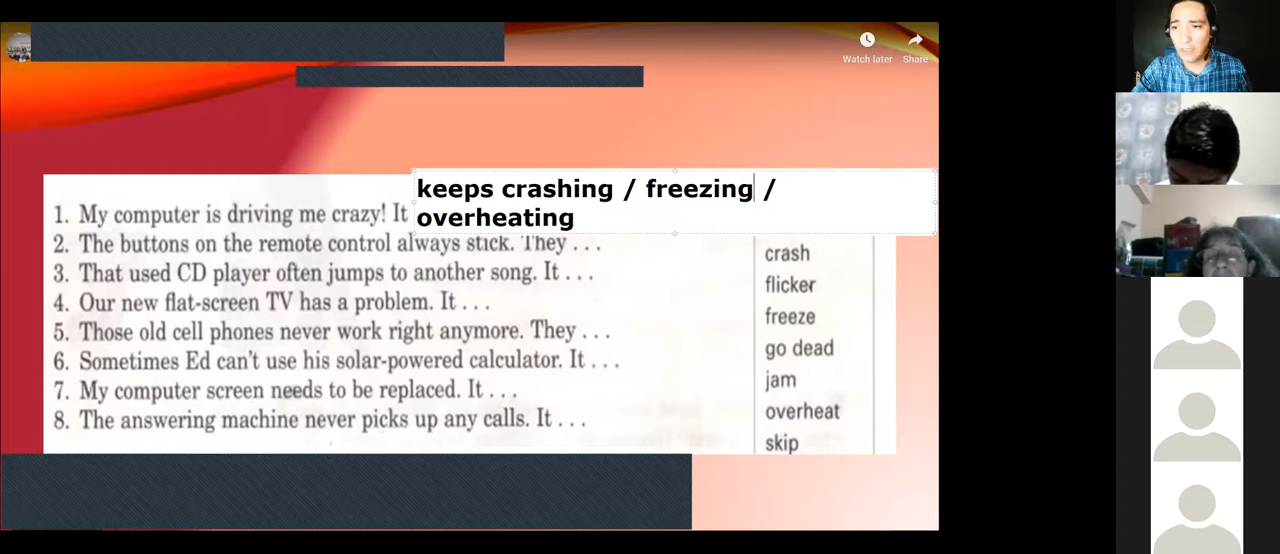 Watch later
Share
keeps crashing / freezing /
overheating
1. My computer is driving me crazy! It
2. The buttons on the remote control always stick. They . . .
3. That used CD player often jumps to another song. It . . .
4. Our new flat-screen TV has a problem. It . . .
5. Those old cell phones never work right anymore. They . . .
6. Sometimes Ed can't use his solar-powered calculator. It . . .
7. My computer screen needs to be replaced. It . . .
8. The answering machine never picks up any calls. It . . .
crash
flicker
freeze
go dead
jam
overheat
skip